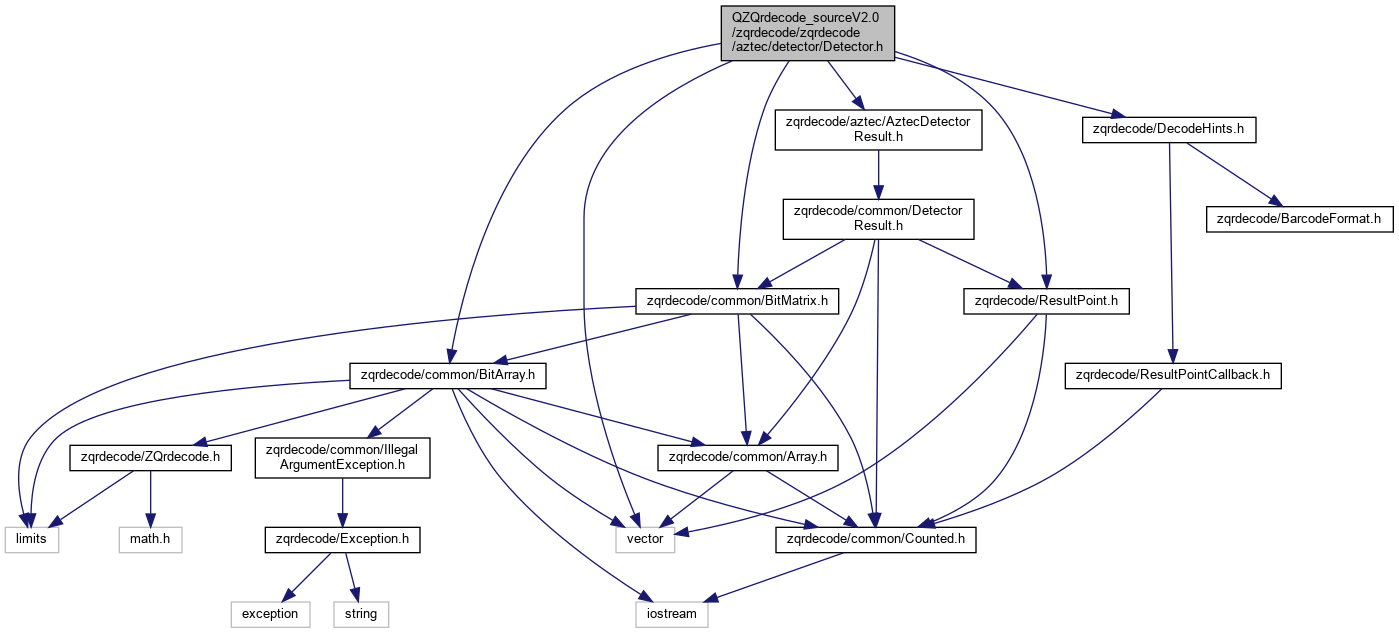 QZQrdecode_sourceV2.0
/zqrdecode/zqrdecode
/aztec/detector/Detector.h
zqrdecode/aztec/AztecDetector
Result.h
zqrdecode/DecodeHints.h
zqrdecode/common/Detector
Result.h
zqrdecode/BarcodeFormat.h
zqrdecode/common/BitMatrix.h
zqrdecode/ResultPoint.h
zqrdecode/common/BitArray.h
zqrdecode/ResultPointCallback.h
zqrdecode/ZQrdecode.h
zqrdecode/common/Illegal
ArgumentException.h
zqrdecode/common/Array.h
limits
math.h
zqrdecode/Exception.h
vector
zqrdecode/common/Counted.h
exception
string
iostream